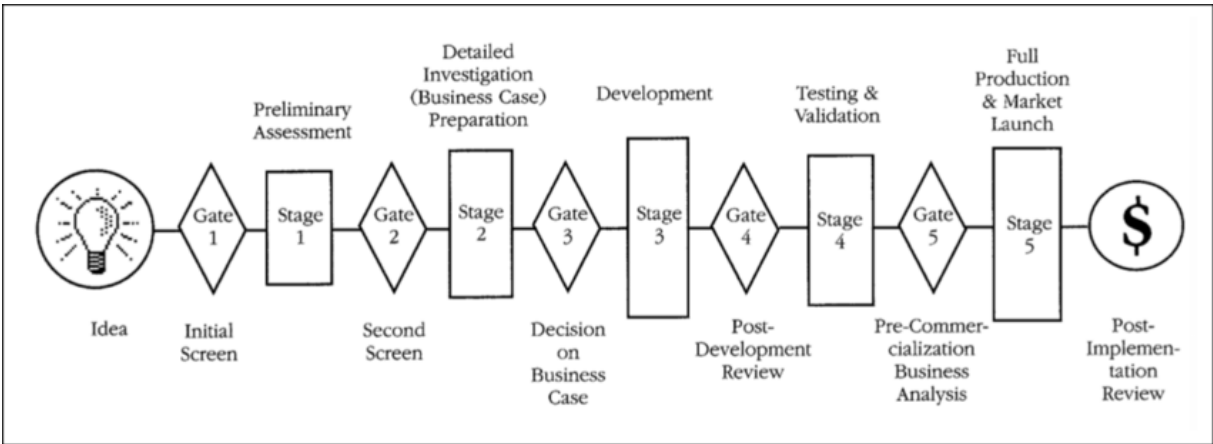 Preliminary
Assessment
Detailed
Investigation
(Business Case)
Preparation
Development
Testing &
Validation
Full
Production
& Market
Launch
Gate
1
Stage
1
Gate
2
Stage
2
Gate
3
Stage
3
Gate
4
Stage
4
Gate
5
Stage
5
$
Idea
Initial
Screen
Second
Screen
Decision
on
Business
Case
Post-
Development
Review
Pre-Commer-
cialization
Business
Analysis
Post-
Implemen-
tation
Review